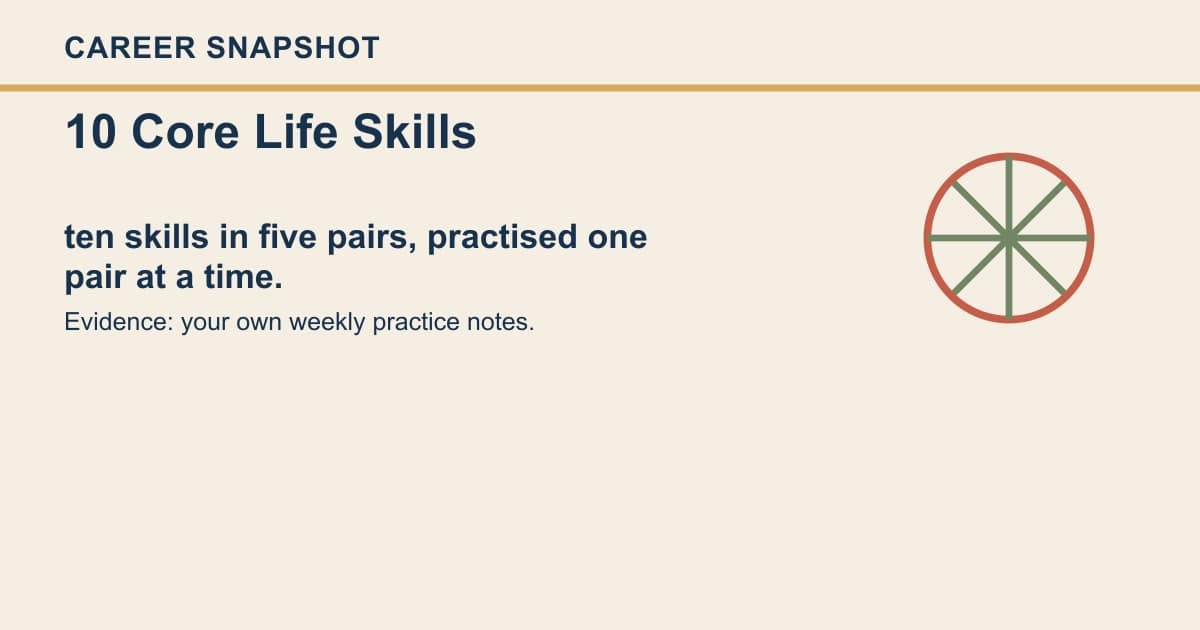 CAREER SNAPSHOT
10 Core Life Skills
ten skills in five pairs, practised one
pair at a time.
Evidence: your own weekly practice notes.